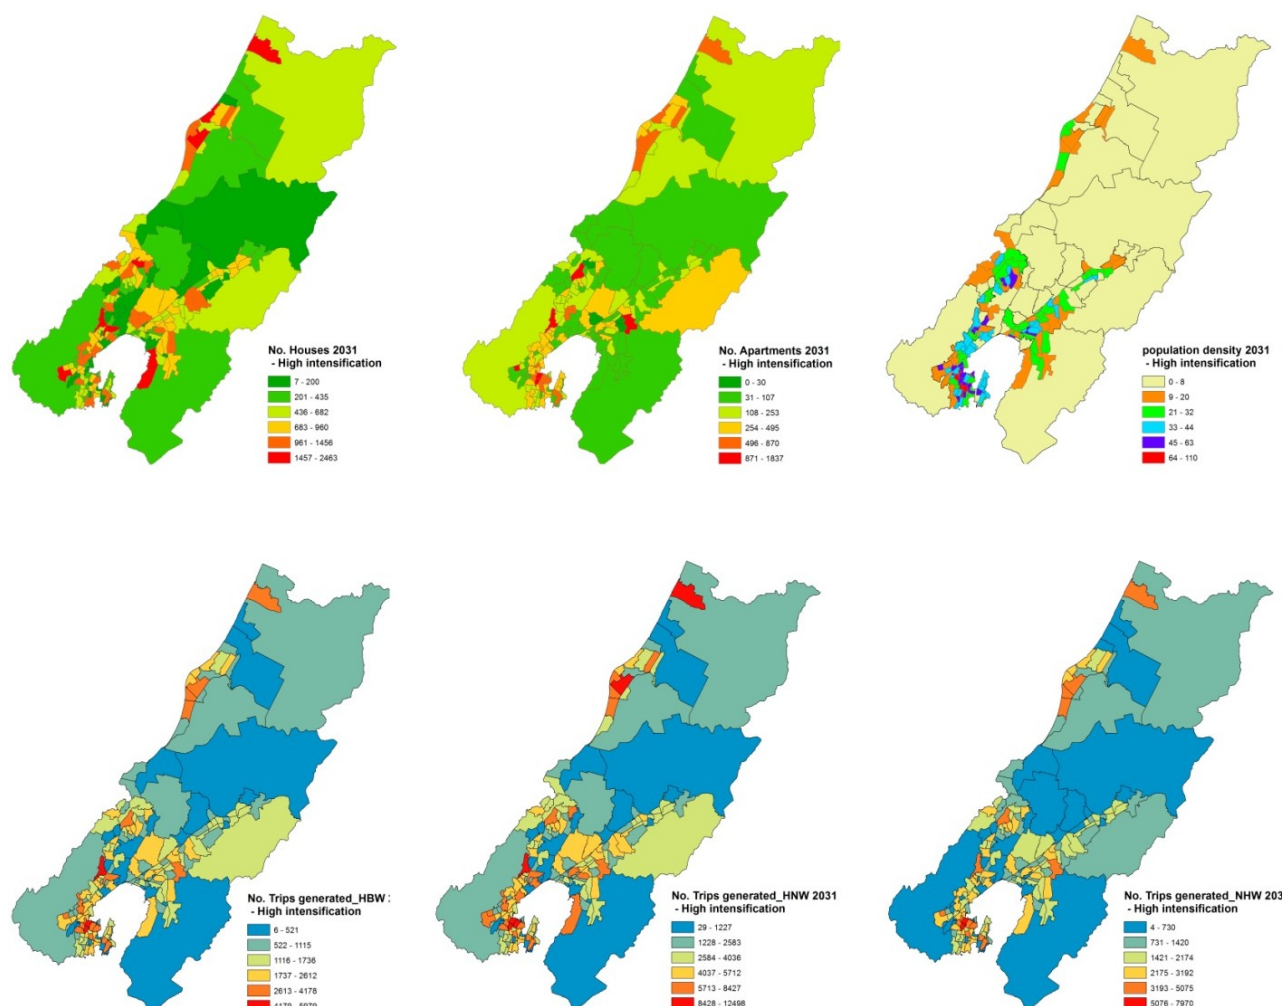 No. Houses 2031
- High intensification
7 - 200
201 - 435
436 - 682
683 - 960
961 - 1456
1457 - 2463
No. Apartments 2031
- High intensification
0 - 30
31 - 107
108 - 253
254 - 495
496 - 870
871 - 1837
population density 2031
- High intensification
0 - 8
9 - 20
21 - 32
33 - 44
45 - 63
64 - 110
No. Trips generated_HBW
- High intensification
6 - 521
522 - 1115
1116 - 1736
1737 - 2612
2613 - 4178
No. Trips generated_HNW 2031
- High intensification
29 - 1227
1228 - 2583
2584 - 4036
4037 - 5712
5713 - 8427
8428 - 12498
No. Trips generated_NHW 203
- High intensification
4 - 730
731 - 1420
1421 - 2174
2175 - 3192
3193 - 5075
5076 - 7970